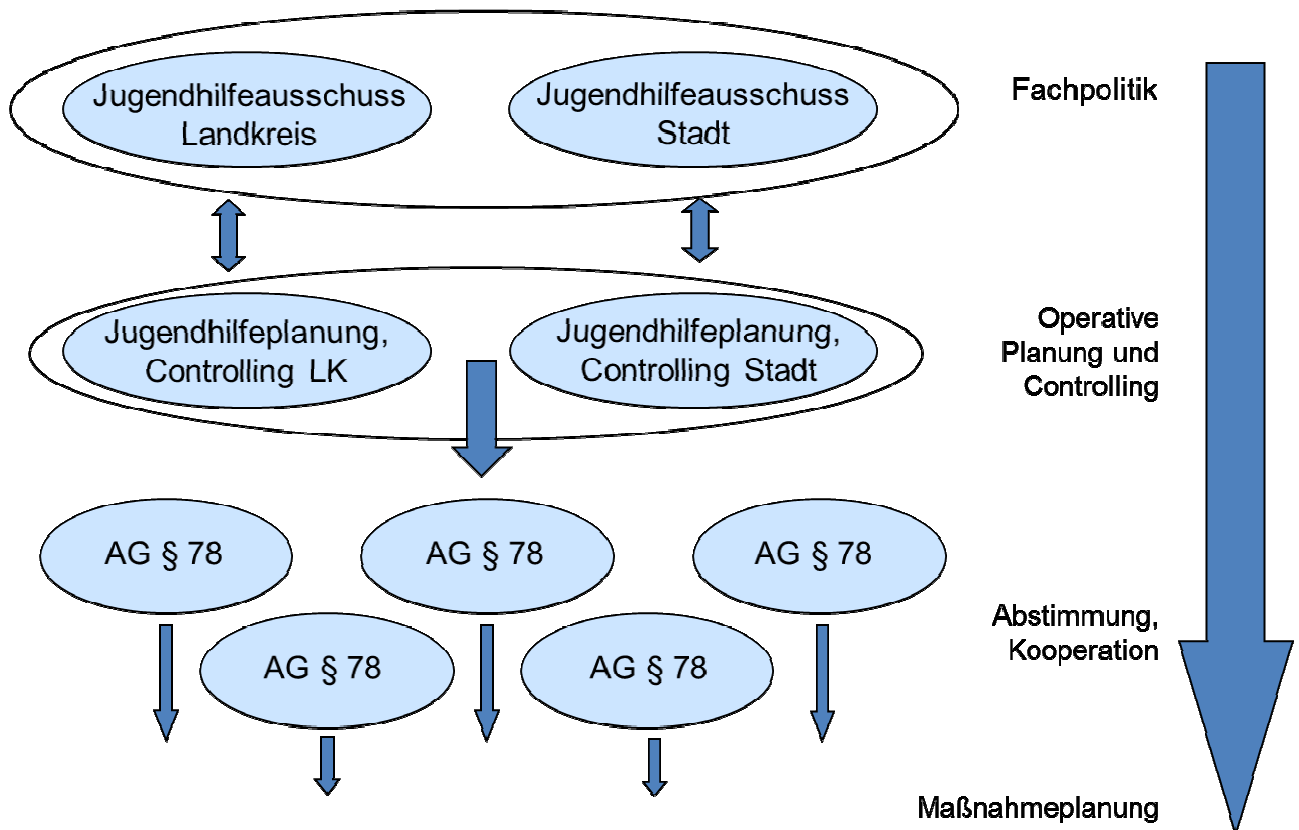 Jugendhilfeausschuss
Landkreis
Jugendhilfeausschuss
Stadt
Fachpolitik
Jugendhilfeplanung,
Controlling LK
Jugendhilfeplanung,
Controlling Stadt
Operative
Planung und
Controlling
AG § 78
AG § 78
AG § 78
AG § 78
AG § 78
Abstimmung,
Kooperation
Maßnahmeplanung